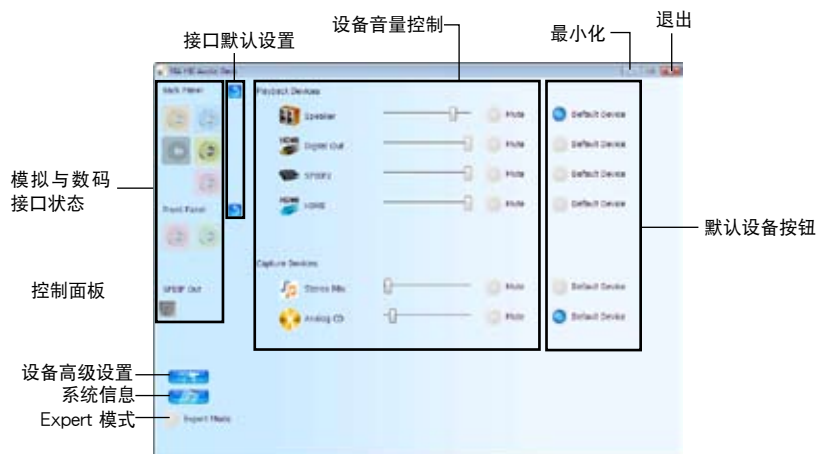 设备音量控制
退出
接口默认设置
最小化
VIA HD Audio Deck
Back Panel
Playback Devices
Speaker
Mute
Default Device
Digital Out
Mute
Default Device
模拟与数码
接口状态
SPDIF2
Mute
Default Device
Front Panel
HDMI
Mute
Default Device
默认设备按钮
Capture Devices
控制面板
SPDIF Out
Stereo Mix
Mute
Default Device
Analog CD
Mute
Default Device
设备高级设置
系统信息
Expert 模式
Expert Mode